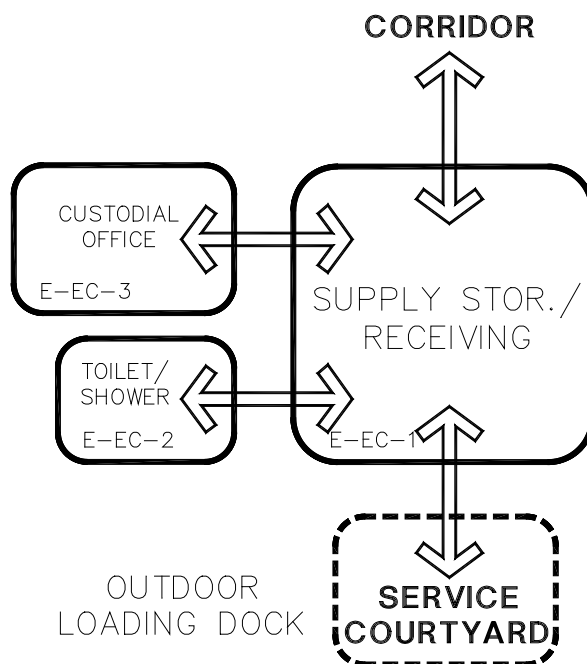 CORRIDOR
CUSTODIAL
OFFICE
E-EC-3
SUPPLY STOR./
RECEIVING
TOILET/
SHOWER
E-EC-2
E-EC-1
OUTDOOR
LOADING DOCK
SERVICE
COURTYARD